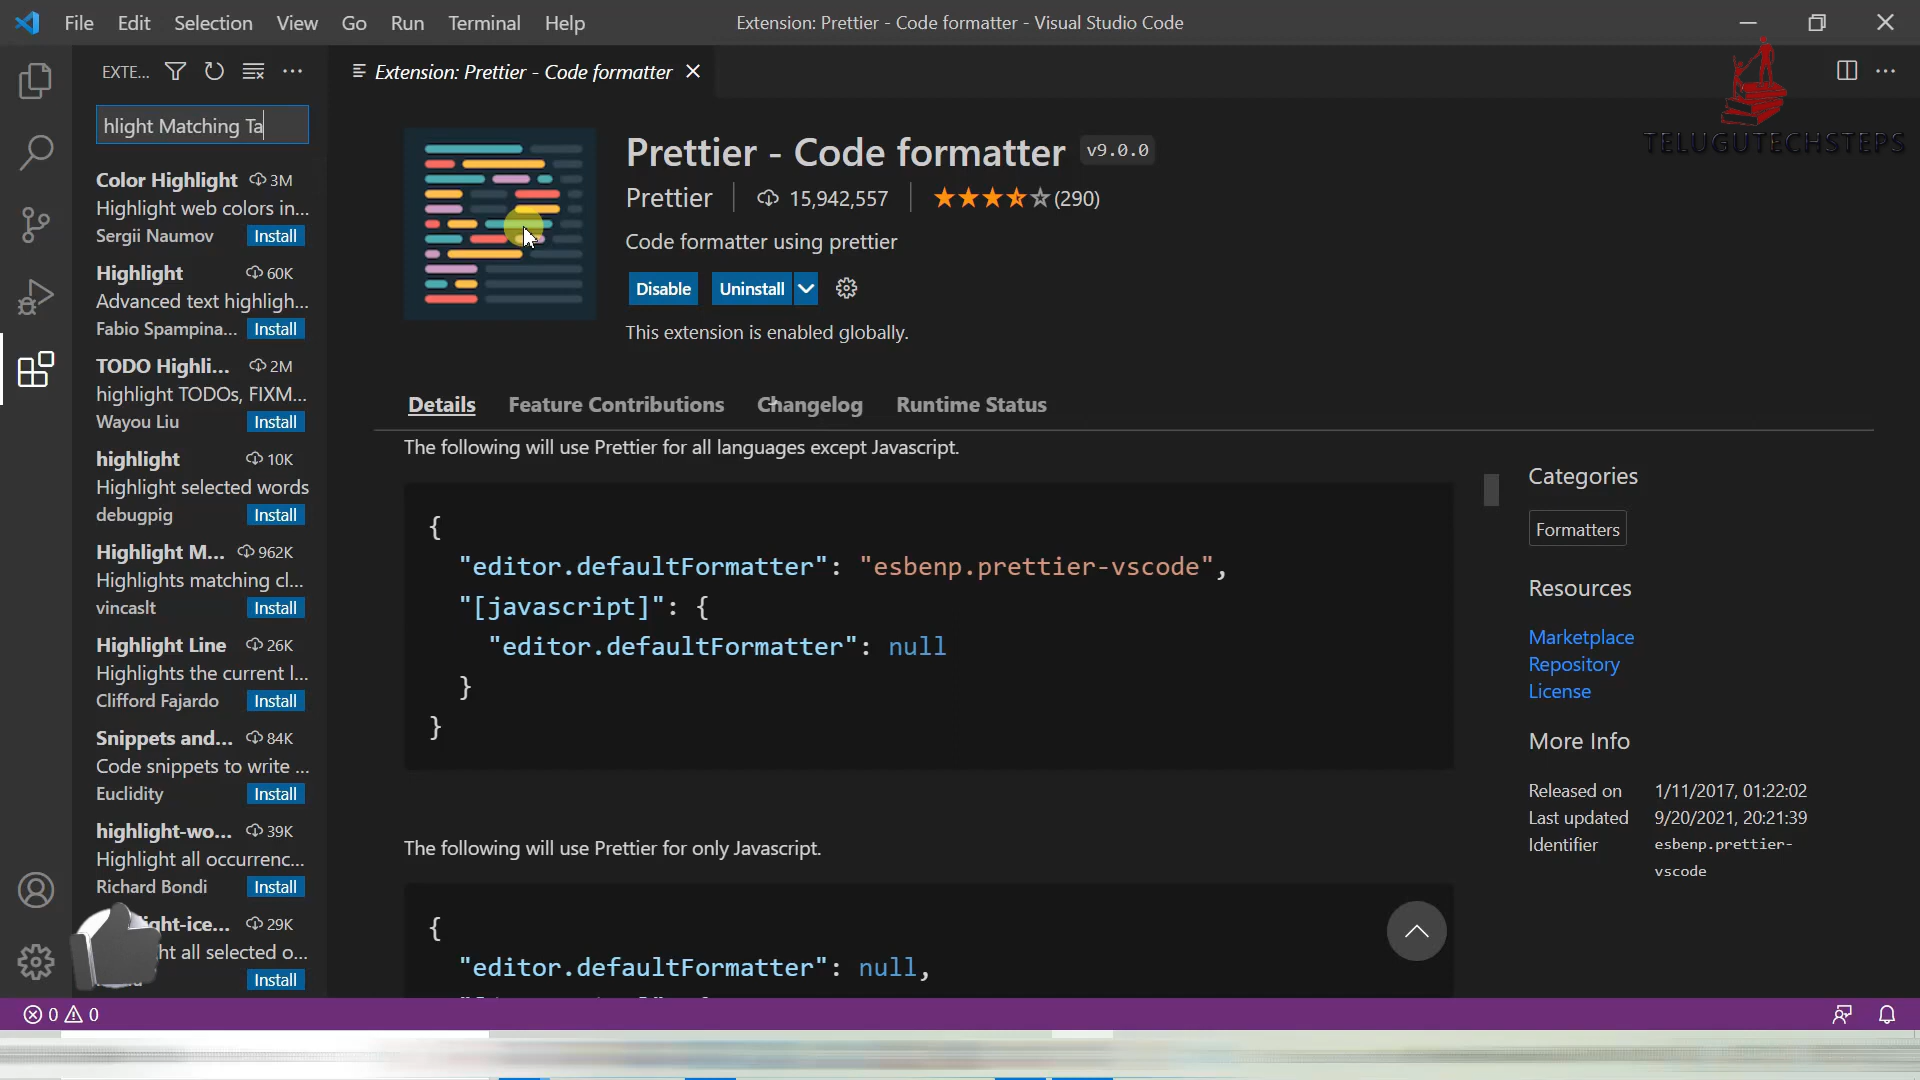 File Edit Selection View Go Run Terminal Help
Extension: Prettier - Code formatter - Visual Studio Code
EXTE...
Extension: Prettier - Code formatter
TELUGUTECHSTEPS
hlight Matching Ta
Color Highlight 3M
Highlight web colors in...
Sergii Naumov Install
Highlight 60K
Advanced text highligh...
Fabio Spampina... Install
TODO Highli... 2M
highlight TODOs, FIXM...
Wayou Liu Install
highlight 10K
Highlight selected words
debugpig Install
Highlight M... 962K
Highlights matching cl...
vincaslt Install
Highlight Line 26K
Highlights the current l...
Clifford Fajardo Install
Snippets and... 84K
Code snippets to write ...
Euclidity Install
highlight-wo... 39K
Highlight all occurrenc...
Richard Bondi Install
ight-ice... 29K
ht all selected o...
Install
Prettier - Code formatter v9.0.0
Prettier 15,942,557 (290)
Code formatter using prettier
Disable Uninstall
This extension is enabled globally.
Details Feature Contributions Changelog Runtime Status
The following will use Prettier for all languages except Javascript.
{
"editor.defaultFormatter": "esbenp.prettier-vscode",
"[javascript]": {
"editor.defaultFormatter": null
}
}
The following will use Prettier for only Javascript.
{
"editor.defaultFormatter": null,
Categories
Formatters
Resources
Marketplace
Repository
License
More Info
Released on 1/11/2017, 01:22:02
Last updated 9/20/2021, 20:21:39
Identifier esbenp.prettier-
vscode
0 0